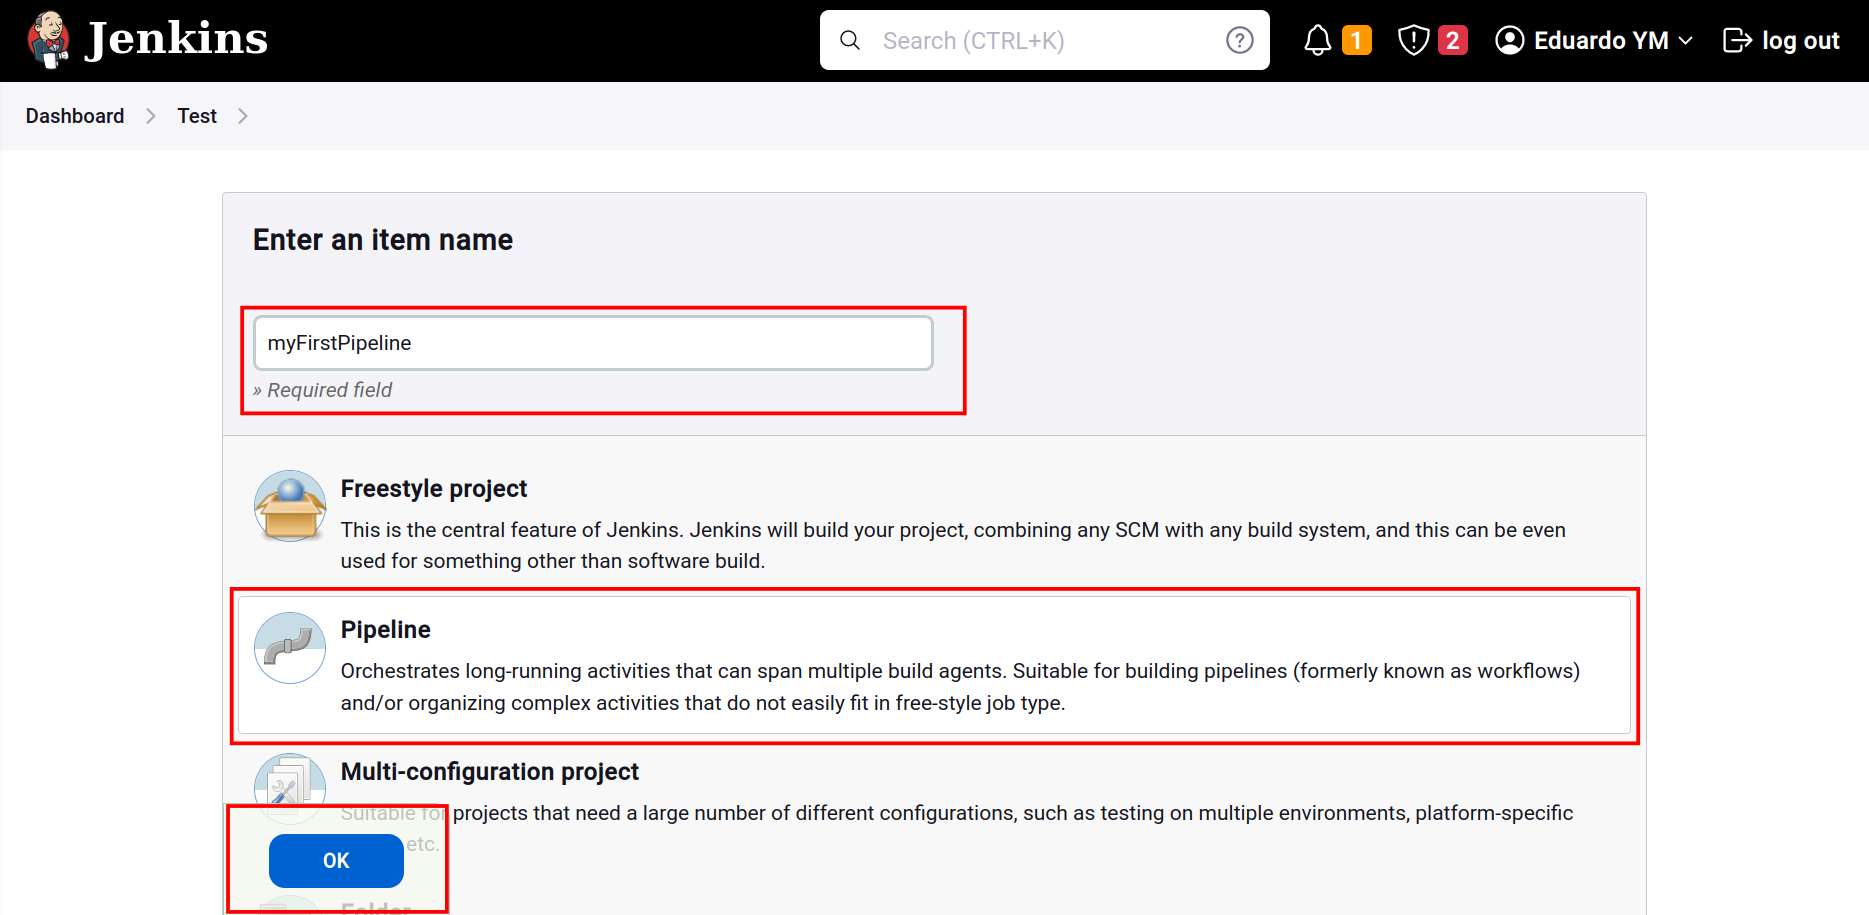 Jenkins
Search (CTRL+K)
?
1
2
Eduardo YM
log out
Dashboard
Test
Enter an item name
myFirstPipeline
» Required field
Freestyle project
This is the central feature of Jenkins. Jenkins will build your project, combining any SCM with any build system, and this can be even
used for something other than software build.
Pipeline
Orchestrates long-running activities that can span multiple build agents. Suitable for building pipelines (formerly known as workflows)
and/or organizing complex activities that do not easily fit in free-style job type.
Multi-configuration project
Suitable for projects that need a large number of different configurations, such as testing on multiple environments, platform-specific
etc.
OK
Folder